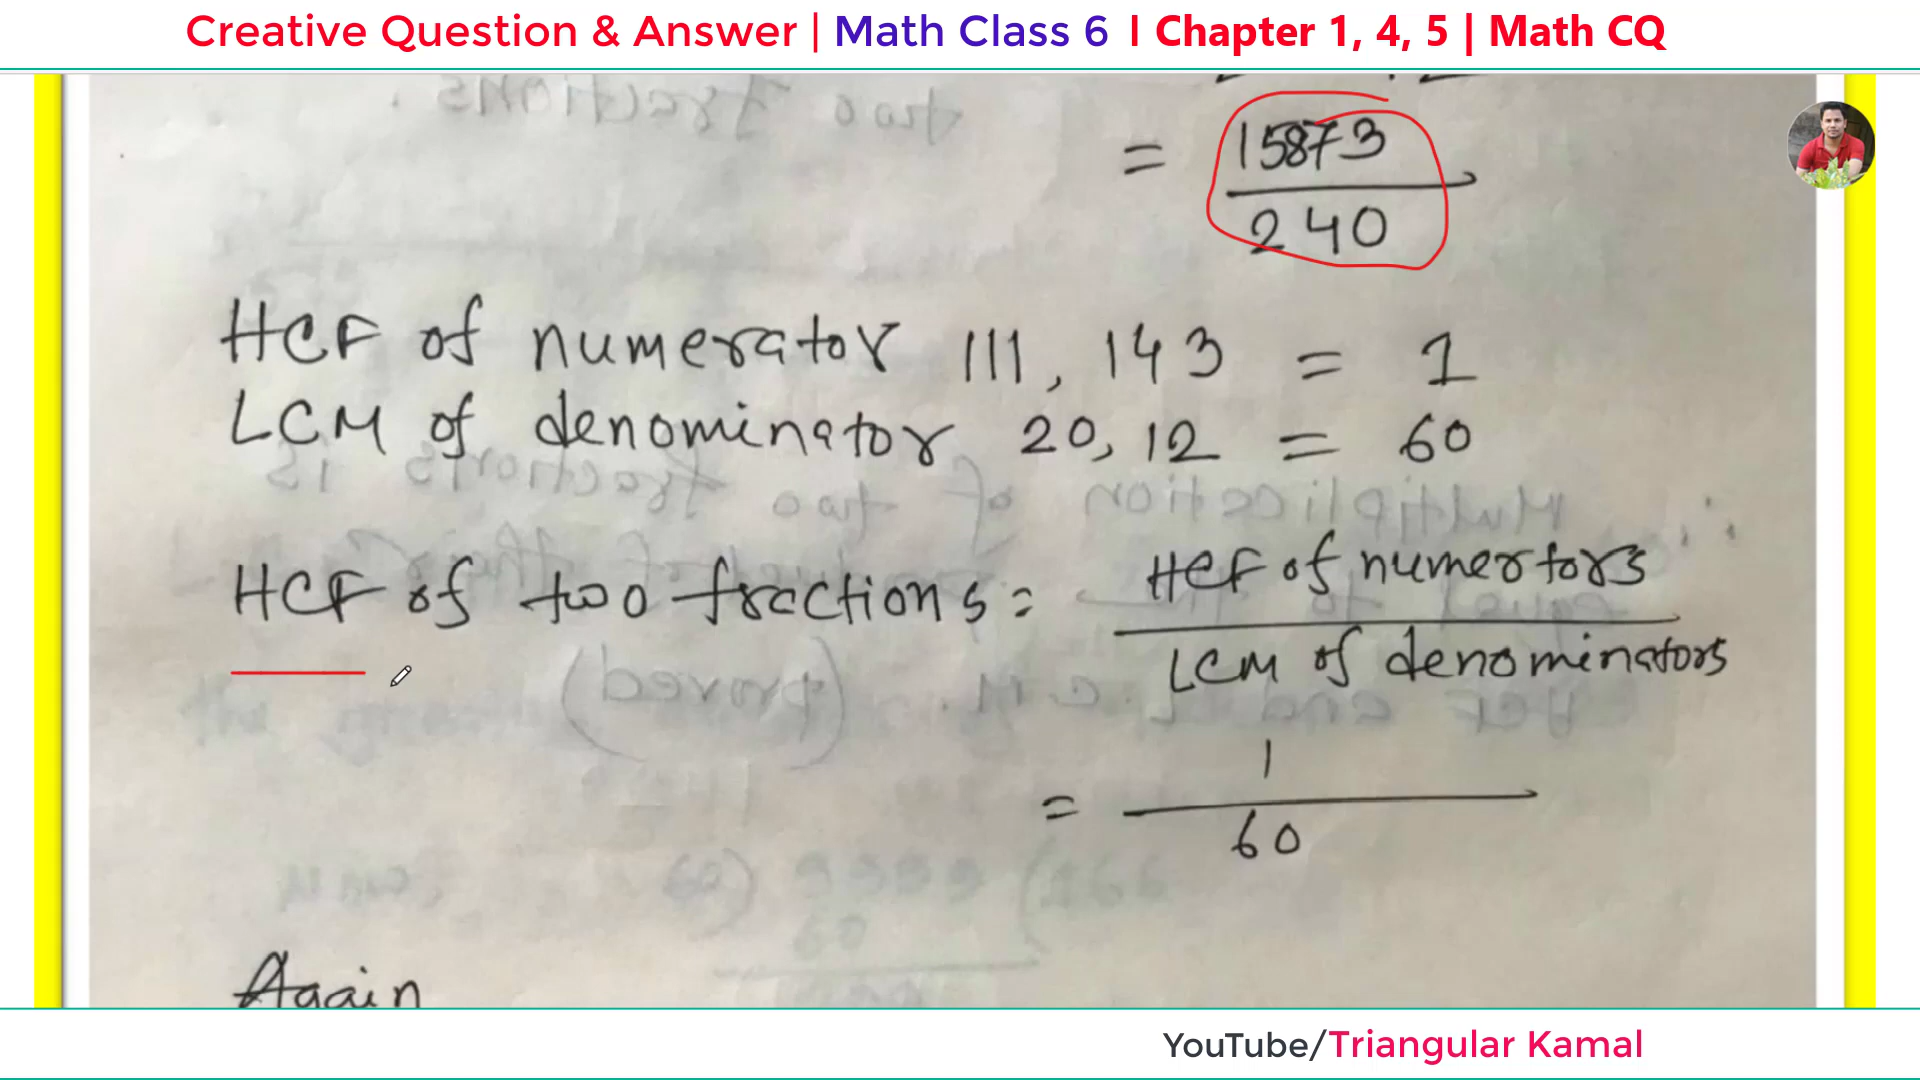 Creative Question & Answer | Math Class 6 I Chapter 1, 4, 5 | Math CQ
= 15873
240
HCF of numerator 111, 143 = 1
LCM of denominator 20, 12 = 60
HCF of two fractions = HCF of numertors
LCM of denominators
= 1
60
Again
YouTube/Triangular Kamal